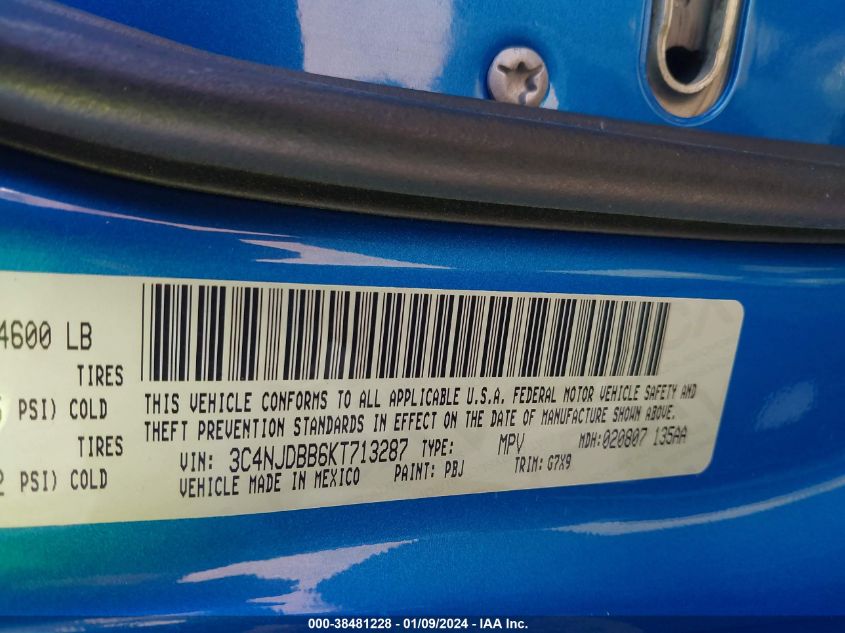 4600 LB
TIRES
PSI) COLD
TIRES
PSI) COLD
THIS VEHICLE CONFORMS TO ALL APPLICABLE U.S.A. FEDERAL MOTOR VEHICLE SAFETY AND
THEFT PREVENTION STANDARDS IN EFFECT ON THE DATE OF MANUFACTURE SHOWN ABOVE.
VIN: 3C4NJDBB6KT713287 TYPE: MPV MDH:020807 135AA
VEHICLE MADE IN MEXICO PAINT: PBJ TRIM: G7X9
000-38481228 - 01/09/2024 - IAA Inc.